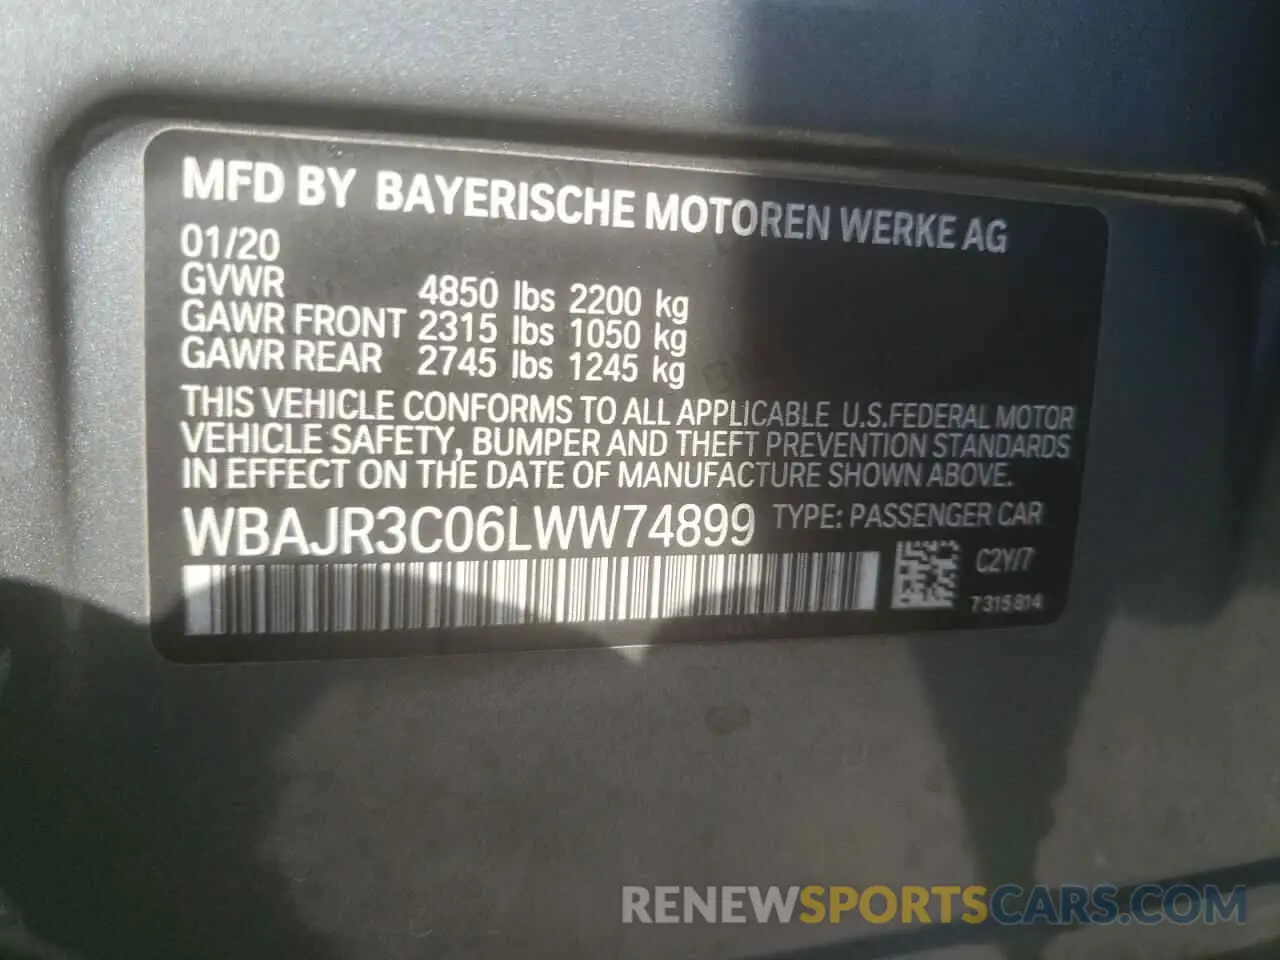 MFD BY BAYERISCHE MOTOREN WERKE AG
01/20
GVWR 4850 lbs 2200 kg
GAWR FRONT 2315 lbs 1050 kg
GAWR REAR 2745 lbs 1245 kg
THIS VEHICLE CONFORMS TO ALL APPLICABLE U.S.FEDERAL MOTOR
VEHICLE SAFETY, BUMPER AND THEFT PREVENTION STANDARDS
IN EFFECT ON THE DATE OF MANUFACTURE SHOWN ABOVE.
WBAJR3C06LWW74899 TYPE: PASSENGER CAR
C2Y/7
7315814
RENEWSPORTSCARS.COM